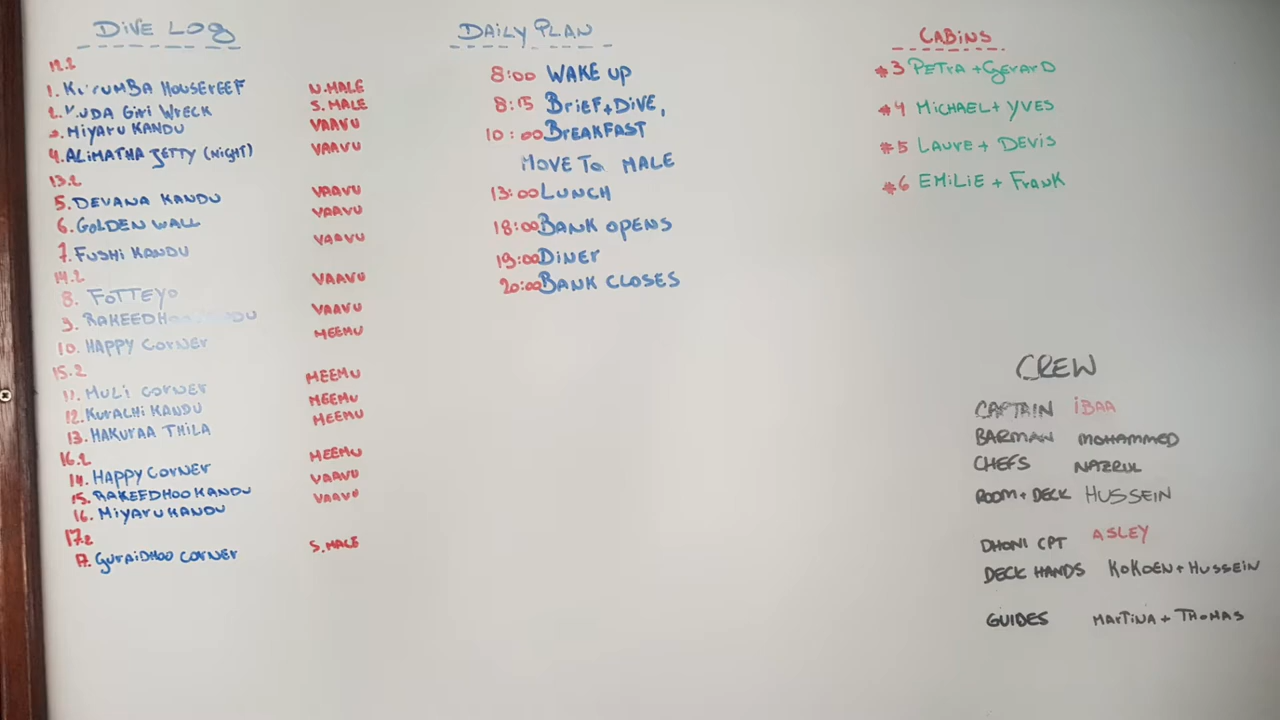 DIVE LOG
12.2
1. KURUMBA HOUSEREEF N.MALE
2. KUDA GIRI WRECK S.MALE
3. MIYARU KANDU VAAVU
4. ALIMATHA JETTY (NIGHT) VAAVU
13.2
5. DEVANA KANDU VAAVU
6. GOLDEN WALL VAAVU
7. FUSHI KANDU VAAVU
14.2
8. FOTTEYO VAAVU
9. RAKEEDHOO KANDU VAAVU
10. HAPPY CORNER MEEMU
15.2
11. MULI CORNER MEEMU
12. KURACHI KANDU MEEMU
13. HAKURAA THILA MEEMU
16.2
14. HAPPY CORNER MEEMU
15. RAKEEDHOO KANDU VAAVU
16. MIYARU KANDU VAAVU
17.2
17. GURAIDHOO CORNER S.MALE
DAILY PLAN
8:00 WAKE UP
8:15 BRIEF + DIVE,
10:00 BREAKFAST
MOVE TO MALE
13:00 LUNCH
18:00 BANK OPENS
19:00 DINER
20:00 BANK CLOSES
CABINS
#3 PETRA + GERARD
#4 MICHAEL + YVES
#5 LAURE + DEVIS
#6 EMILIE + FRANK
CREW
CAPTAIN IBAA
BARMAN MOHAMMED
CHEFS NAZRUL
ROOM + DECK HUSSEIN
DHONI CPT ASLEY
DECK HANDS KOKOEN + HUSSEIN
GUIDES MARTINA + THOMAS